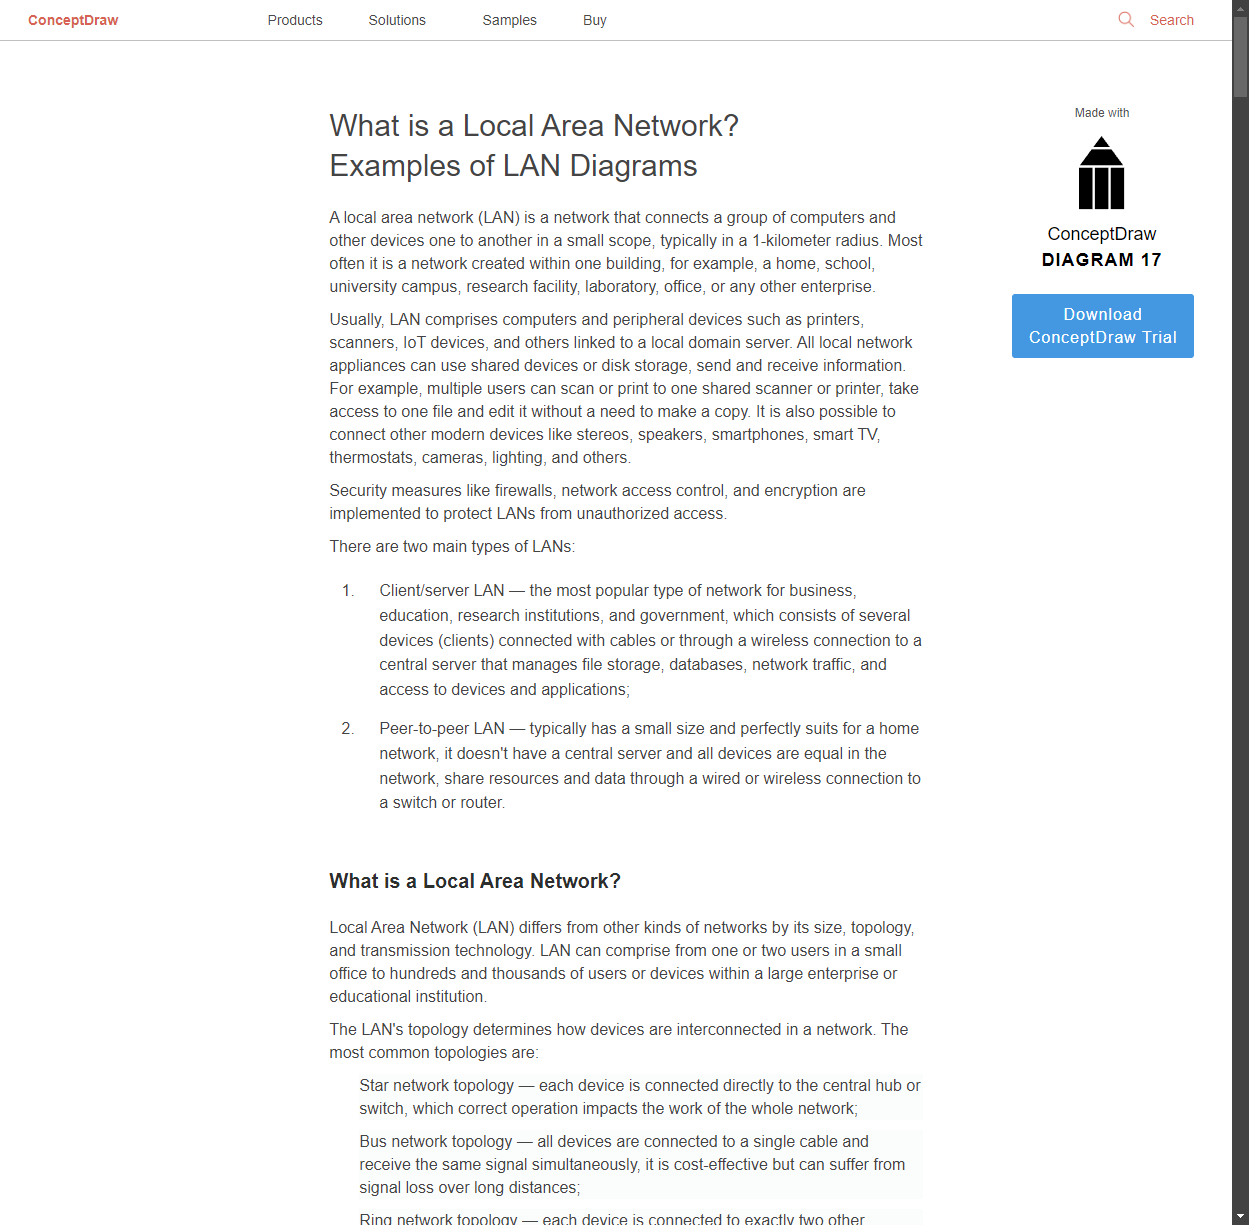 ConceptDraw
Products
Solutions
Samples
Buy
Search
What is a Local Area Network?
Examples of LAN Diagrams
A local area network (LAN) is a network that connects a group of computers and
other devices one to another in a small scope, typically in a 1-kilometer radius. Most
often it is a network created within one building, for example, a home, school,
university campus, research facility, laboratory, office, or any other enterprise.
Usually, LAN comprises computers and peripheral devices such as printers,
scanners, IoT devices, and others linked to a local domain server. All local network
appliances can use shared devices or disk storage, send and receive information.
For example, multiple users can scan or print to one shared scanner or printer, take
access to one file and edit it without a need to make a copy. It is also possible to
connect other modern devices like stereos, speakers, smartphones, smart TV,
thermostats, cameras, lighting, and others.
Security measures like firewalls, network access control, and encryption are
implemented to protect LANs from unauthorized access.
There are two main types of LANs:
1. Client/server LAN — the most popular type of network for business,
education, research institutions, and government, which consists of several
devices (clients) connected with cables or through a wireless connection to a
central server that manages file storage, databases, network traffic, and
access to devices and applications;
2. Peer-to-peer LAN — typically has a small size and perfectly suits for a home
network, it doesn't have a central server and all devices are equal in the
network, share resources and data through a wired or wireless connection to
a switch or router.
What is a Local Area Network?
Local Area Network (LAN) differs from other kinds of networks by its size, topology,
and transmission technology. LAN can comprise from one or two users in a small
office to hundreds and thousands of users or devices within a large enterprise or
educational institution.
The LAN's topology determines how devices are interconnected in a network. The
most common topologies are:
Star network topology — each device is connected directly to the central hub or
switch, which correct operation impacts the work of the whole network;
Bus network topology — all devices are connected to a single cable and
receive the same signal simultaneously, it is cost-effective but can suffer from
signal loss over long distances;
Ring network topology — each device is connected to exactly two other
Made with
ConceptDraw
DIAGRAM 17
Download
ConceptDraw Trial